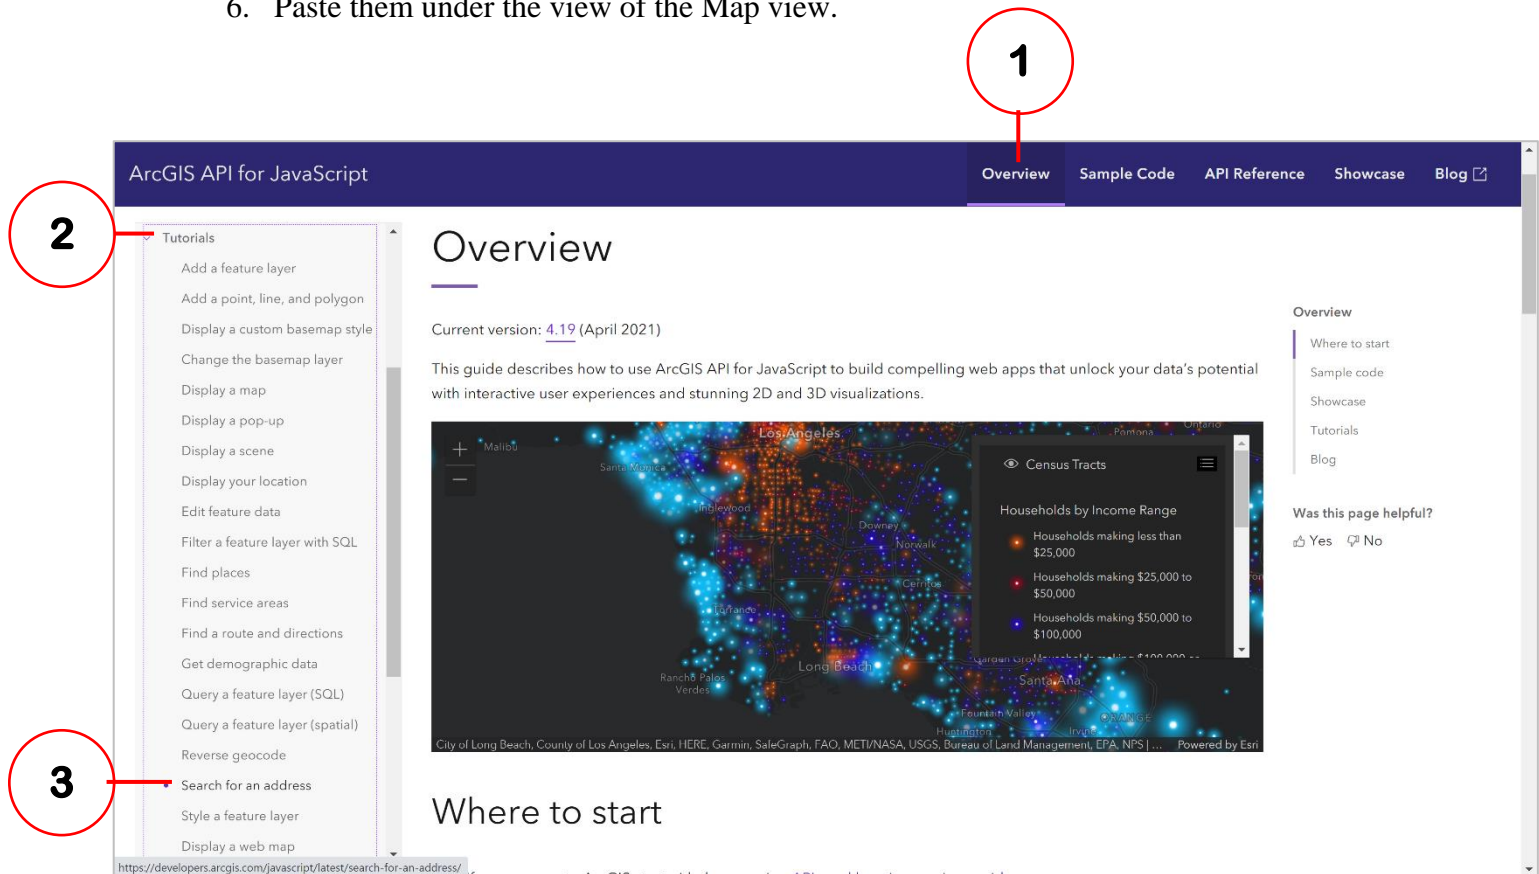 6. Paste them under the view of the Map view.
1
ArcGIS API for JavaScript
Overview Sample Code API Reference Showcase Blog
2
Tutorials
Add a feature layer
Add a point, line, and polygon
Display a custom basemap style
Change the basemap layer
Display a map
Display a pop-up
Display a scene
Display your location
Edit feature data
Filter a feature layer with SQL
Find places
Find service areas
Find a route and directions
Get demographic data
Query a feature layer (SQL)
Query a feature layer (spatial)
Reverse geocode
3
Search for an address
Style a feature layer
Display a web map
https://developers.arcgis.com/javascript/latest/search-for-an-address/
Overview
Current version: 4.19 (April 2021)
This guide describes how to use ArcGIS API for JavaScript to build compelling web apps that unlock your data's potential
with interactive user experiences and stunning 2D and 3D visualizations.
Malibu
Santa Monica
Los Angeles
Pomona
Ontario
Inglewood
Downey
Norwalk
Cerritos
Torrance
Long Beach
Rancho Palos
Verdes
Garden Grove
Santa Ana
Fountain Valley
ORANGE
Huntington
Irvine
Census Tracts
Households by Income Range
Households making less than
$25,000
Households making $25,000 to
$50,000
Households making $50,000 to
$100,000
Households making $100,000 or
City of Long Beach, County of Los Angeles, Esri, HERE, Garmin, SafeGraph, FAO, METI/NASA, USGS, Bureau of Land Management, EPA, NPS | ... Powered by Esri
Where to start
Overview
Where to start
Sample code
Showcase
Tutorials
Blog
Was this page helpful?
Yes No